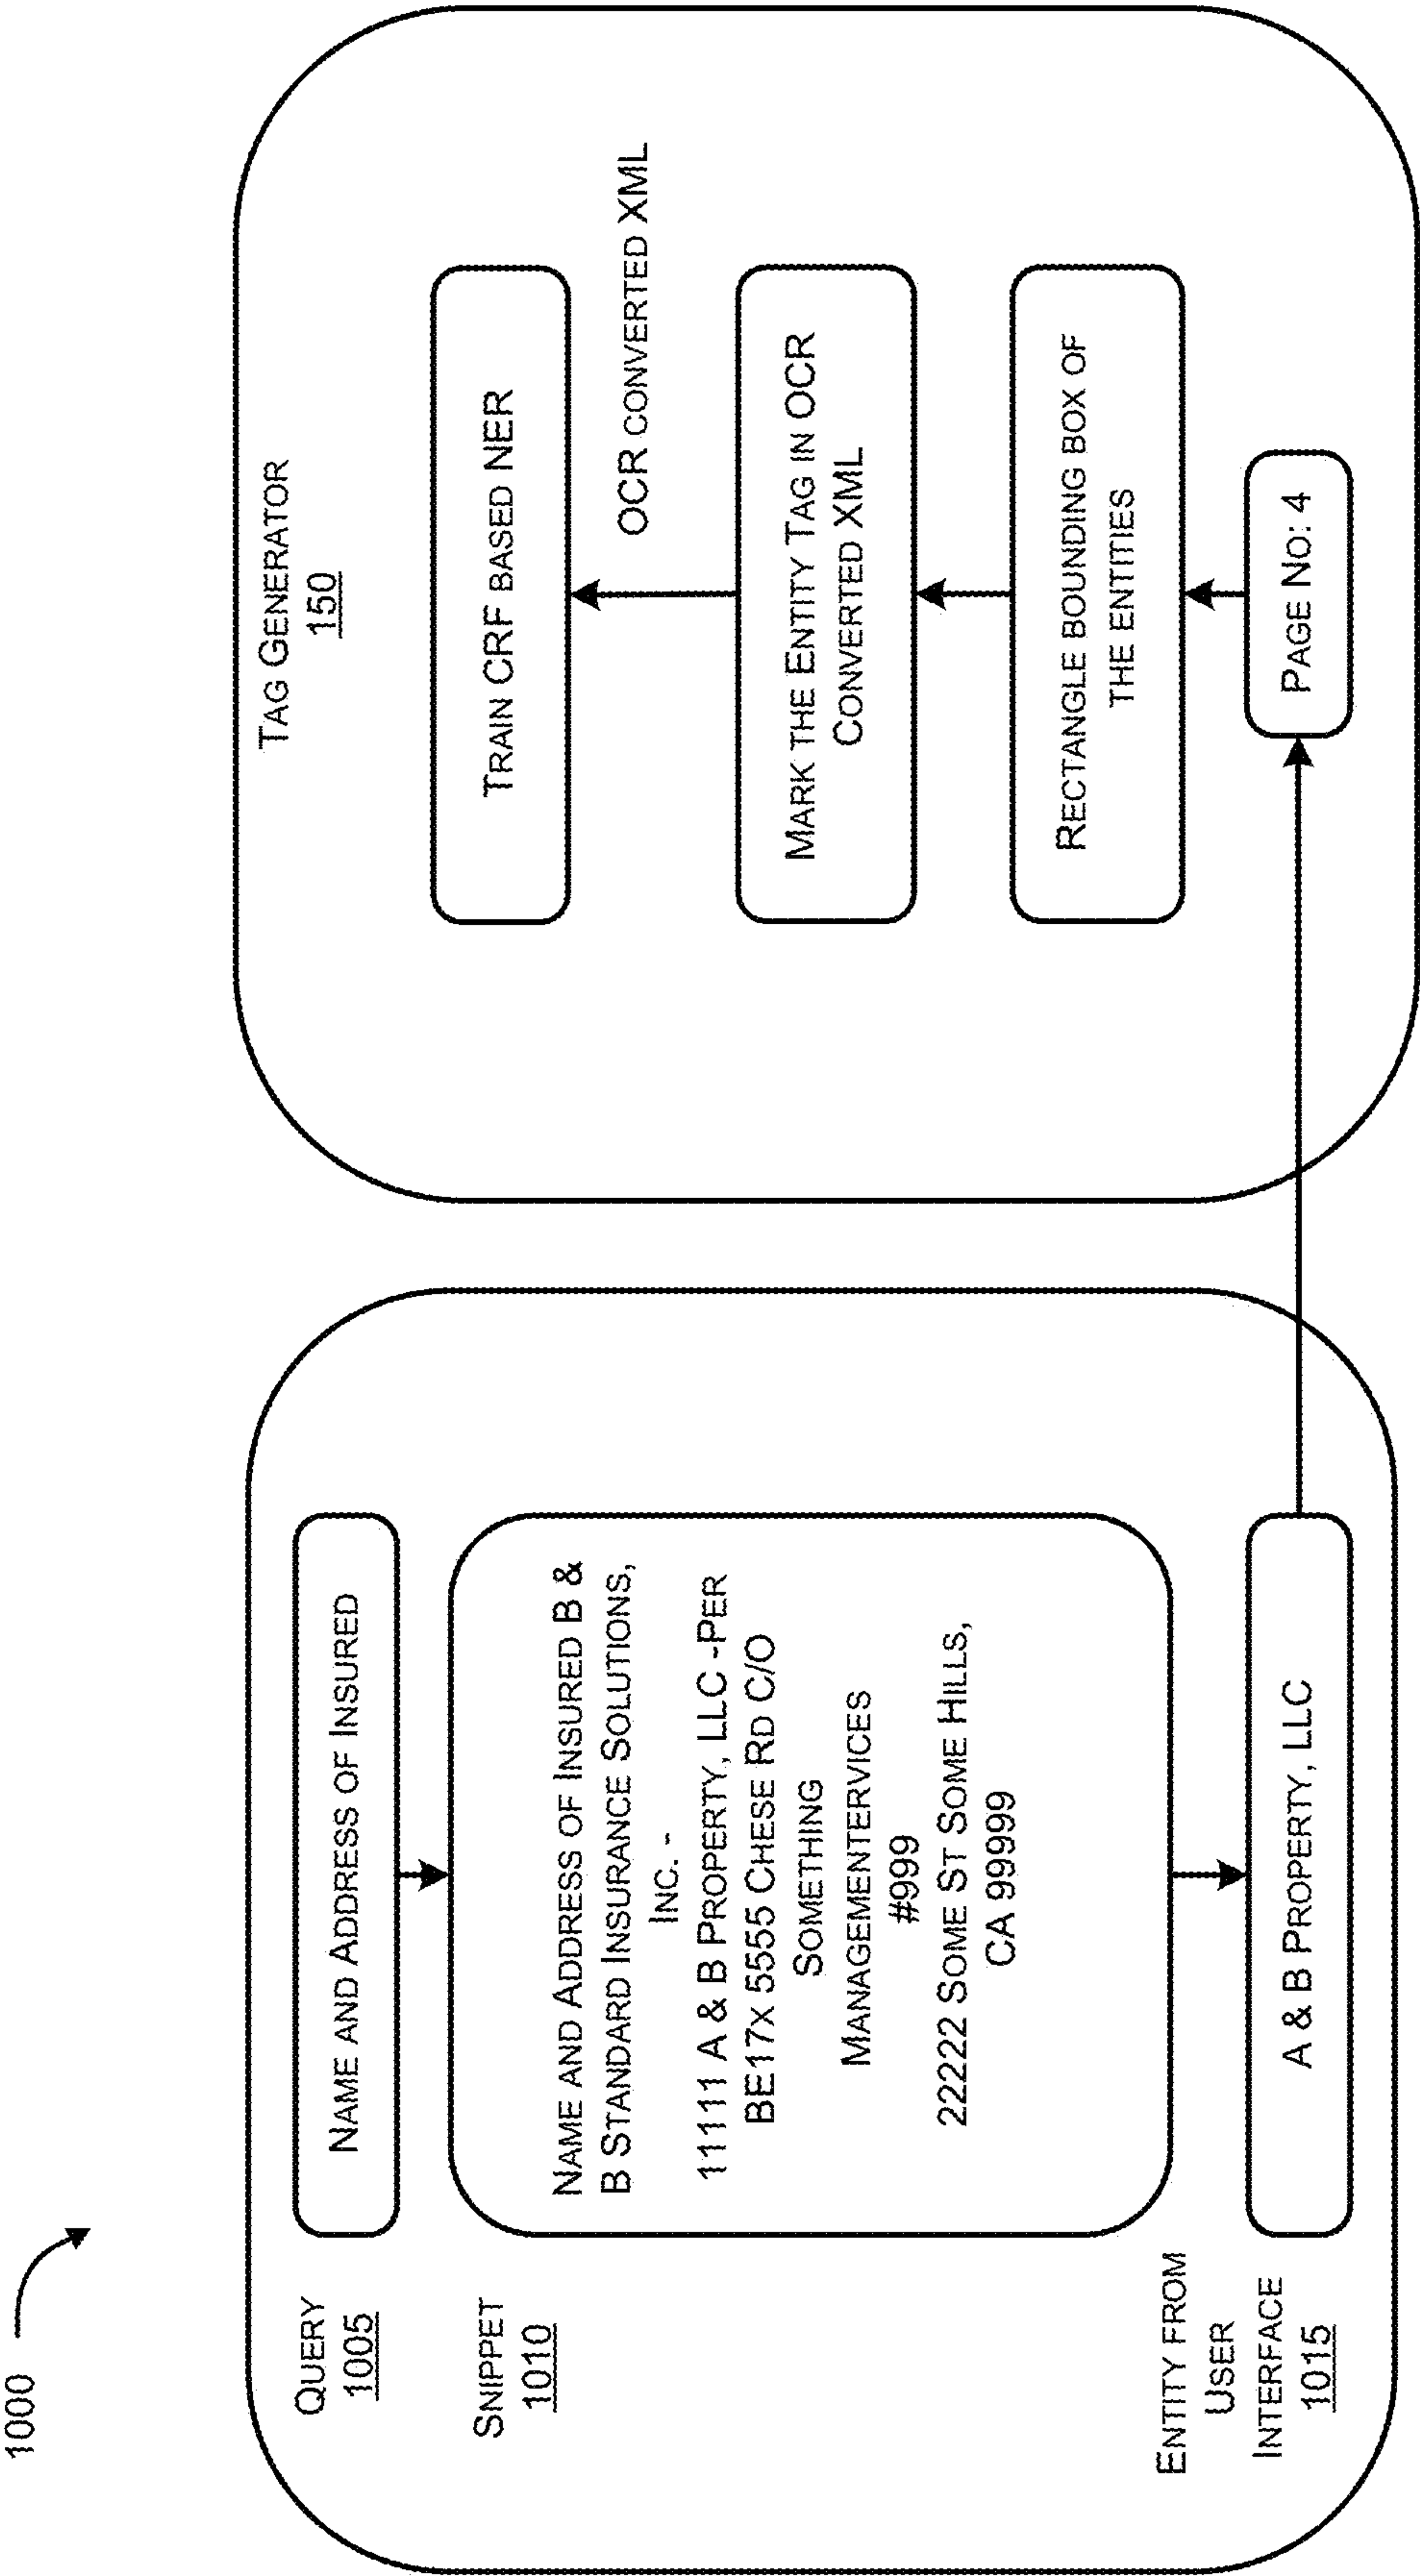 1000
QUERY
1005
NAME AND ADDRESS OF INSURED
SNIPPET
1010
NAME AND ADDRESS OF INSURED B &
B STANDARD INSURANCE SOLUTIONS,
INC. -
11111 A & B PROPERTY, LLC -PER
BE17X 5555 CHESE RD C/O
SOMETHING
MANAGEMENTERVICES
#999
22222 SOME ST SOME HILLS,
CA 99999
ENTITY FROM
USER
INTERFACE
1015
A & B PROPERTY, LLC
TAG GENERATOR
150
TRAIN CRF BASED NER
OCR CONVERTED XML
MARK THE ENTITY TAG IN OCR
CONVERTED XML
RECTANGLE BOUNDING BOX OF
THE ENTITIES
PAGE NO: 4